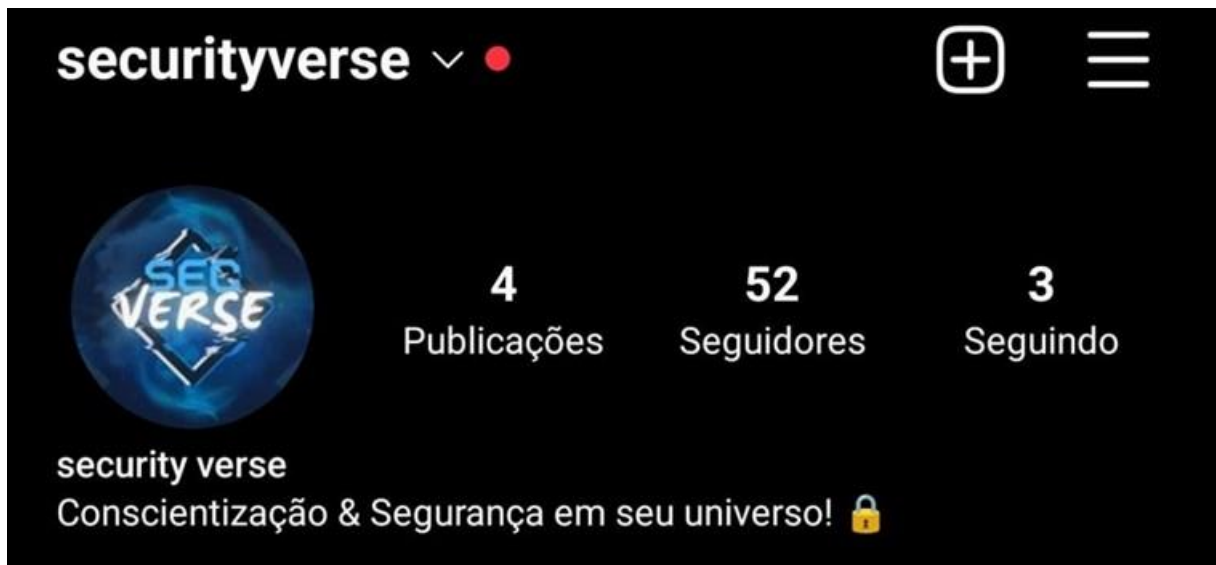 securityverse
SEC
VERSE
4 52 3
Publicações Seguidores Seguindo
security verse
Conscientização & Segurança em seu universo! 🔒